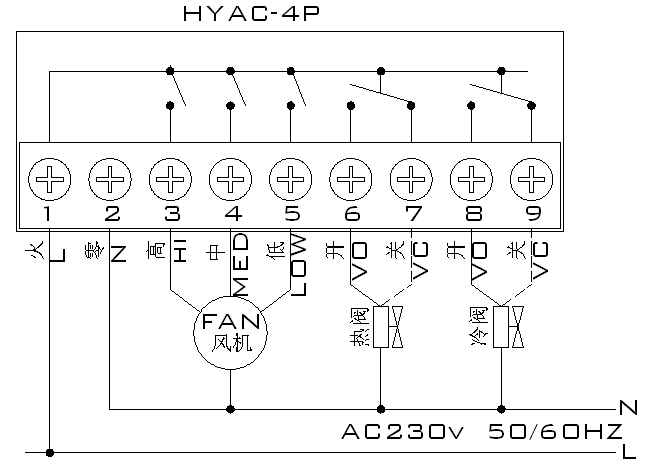 HYAC-4P
1 2 3 4 5 6 7 8 9
火 L 零 N 高 HI 中 MED 低 LOW 开 VO 关 VC 开 VO 关 VC
FAN
风机
热阀
冷阀
N
AC230v 50/60HZ
L